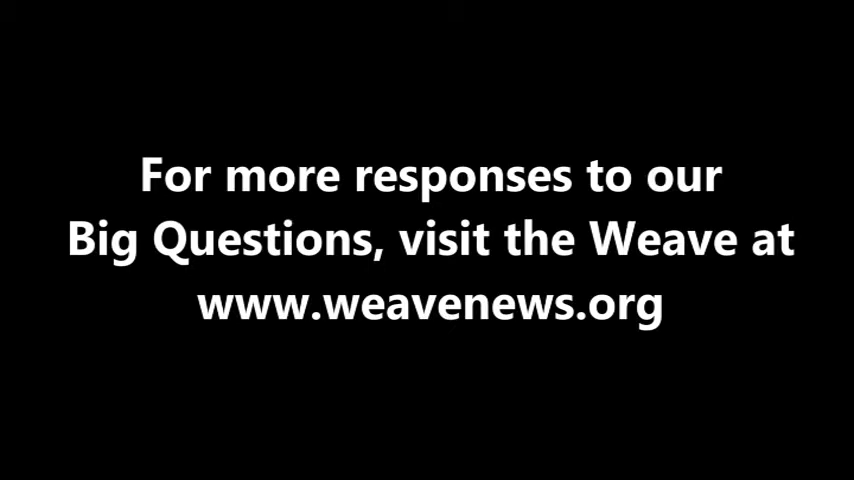 For more responses to our
Big Questions, visit the Weave at
www.weavenews.org